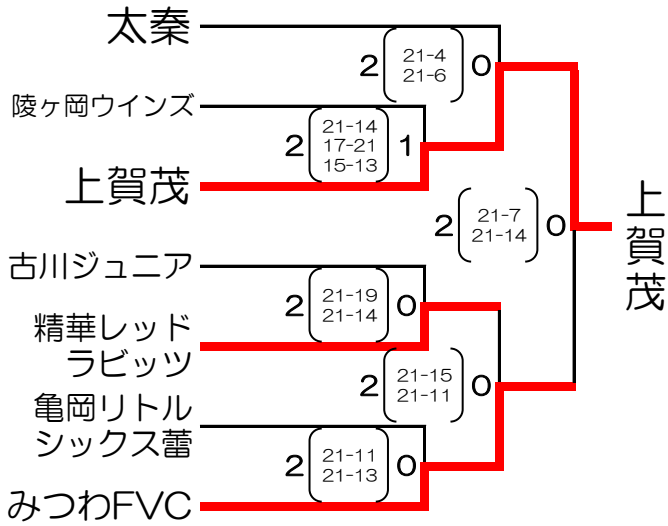 太秦
2 21-4 0
21-6
陵ヶ岡ウインズ
2 21-14 1
17-21
15-13
上賀茂
2 21-7 0
21-14
上賀茂
古川ジュニア
2 21-19 0
21-14
精華レッド
ラビッツ
2 21-15 0
21-11
亀岡リトル
シックス蕾
2 21-11 0
21-13
みつわFVC